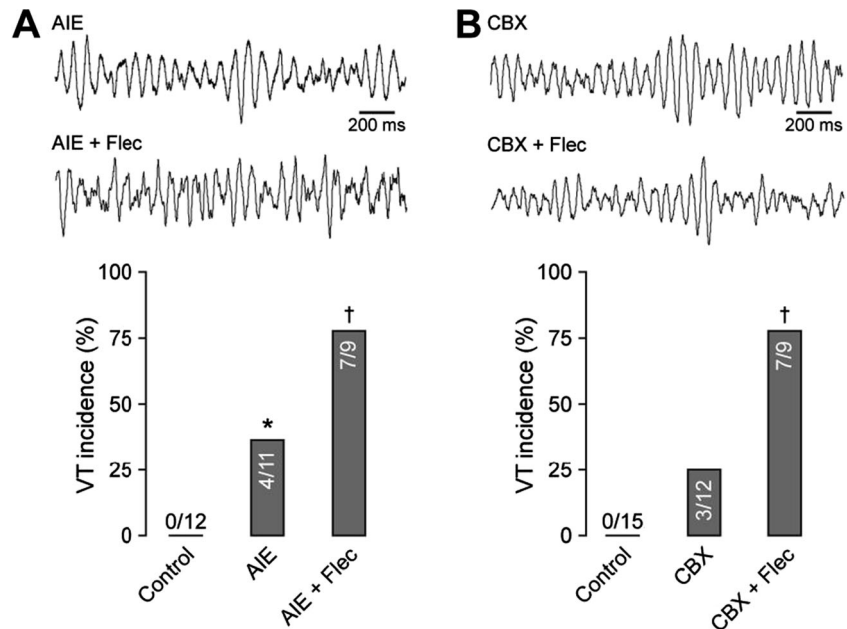 A
AIE
200 ms
AIE + Flec
VT incidence (%)
100
75
50
25
0
0/12
*
4/11
†
7/9
Control
AIE
AIE + Flec
B
CBX
200 ms
CBX + Flec
VT incidence (%)
100
75
50
25
0
0/15
3/12
†
7/9
Control
CBX
CBX + Flec